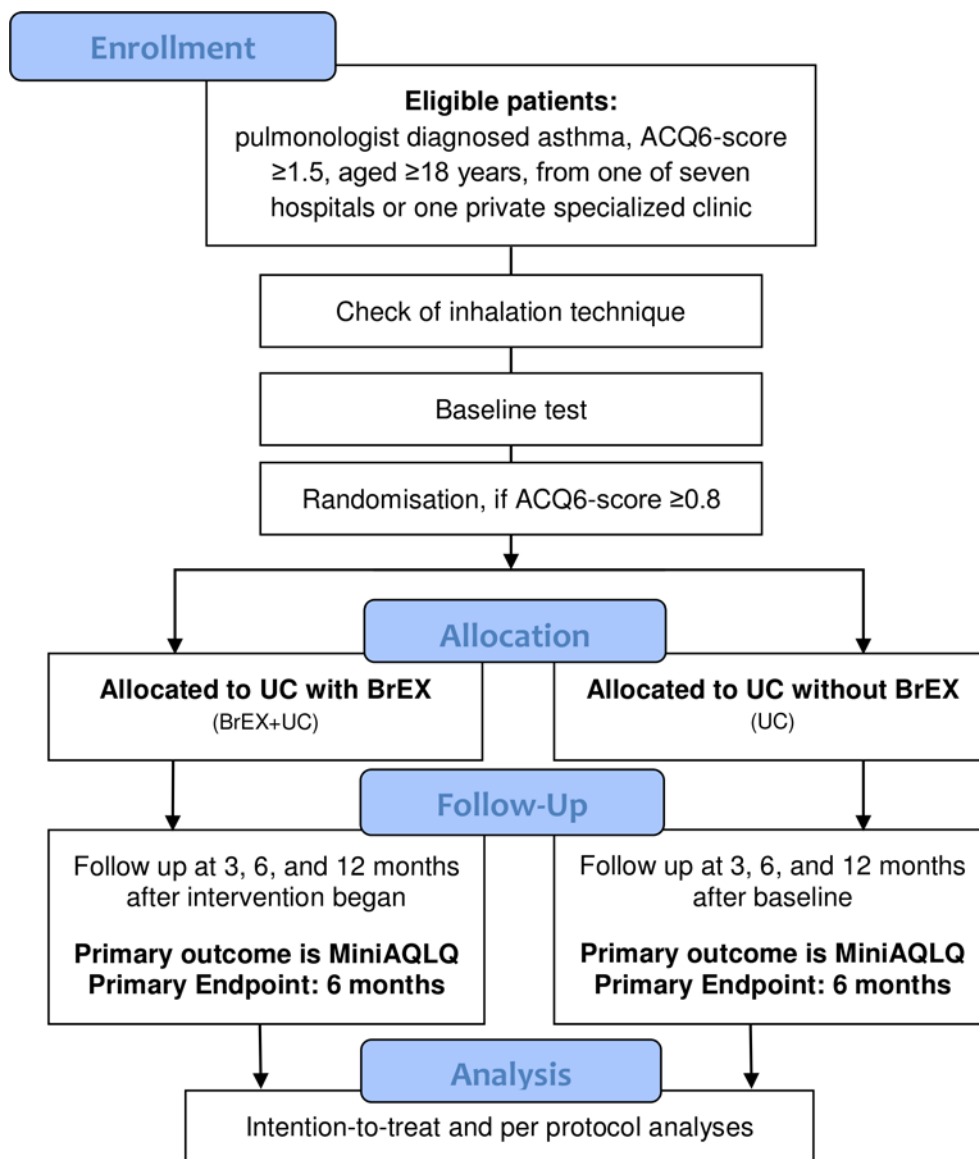 Enrollment
Eligible patients:
pulmonologist diagnosed asthma, ACQ6-score
≥1.5, aged ≥18 years, from one of seven
hospitals or one private specialized clinic
Check of inhalation technique
Baseline test
Randomisation, if ACQ6-score ≥0.8
Allocation
Allocated to UC with BrEX
(BrEX+UC)
Allocated to UC without BrEX
(UC)
Follow-Up
Follow up at 3, 6, and 12 months
after intervention began
Primary outcome is MiniAQLQ
Primary Endpoint: 6 months
Follow up at 3, 6, and 12 months
after baseline
Primary outcome is MiniAQLQ
Primary Endpoint: 6 months
Analysis
Intention-to-treat and per protocol analyses